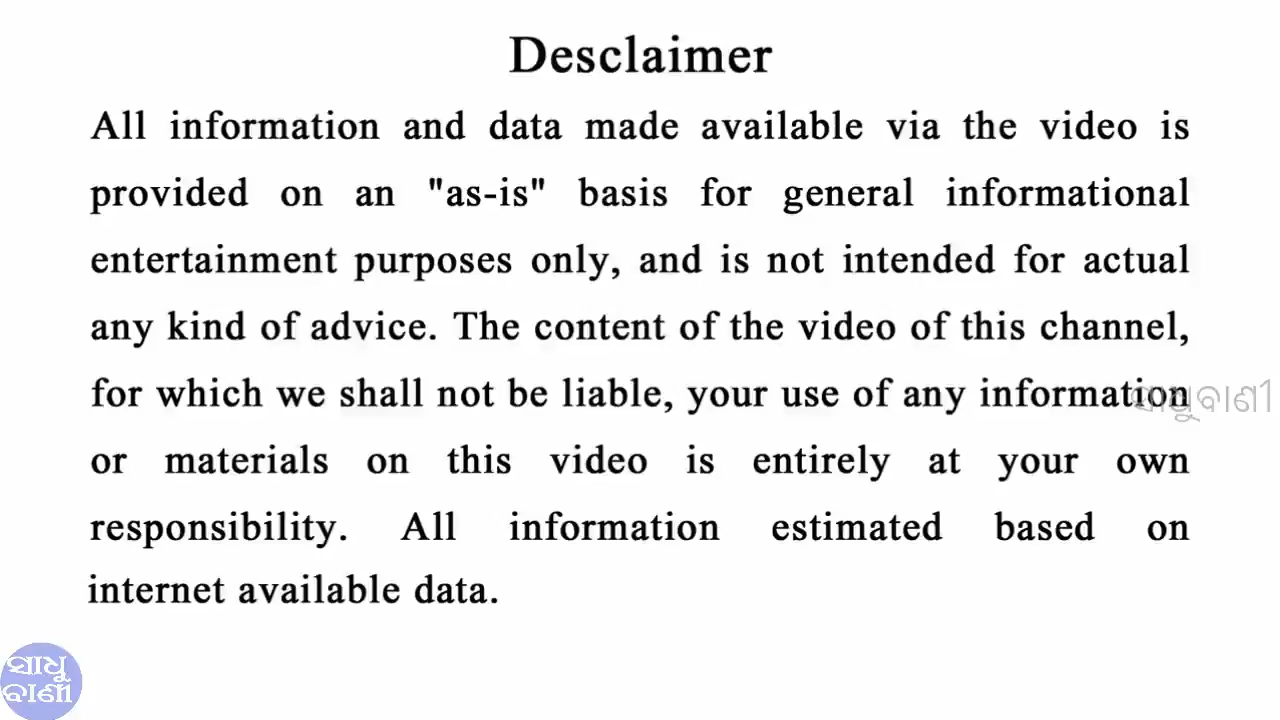 Desclaimer
All information and data made available via the video is
provided on an "as-is" basis for general informational
entertainment purposes only, and is not intended for actual
any kind of advice. The content of the video of this channel,
for which we shall not be liable, your use of any information
or materials on this video is entirely at your own
responsibility. All information estimated based on
internet available data.
ସାଧୁବାଣୀ
ସାଧୁ
ବାଣୀ